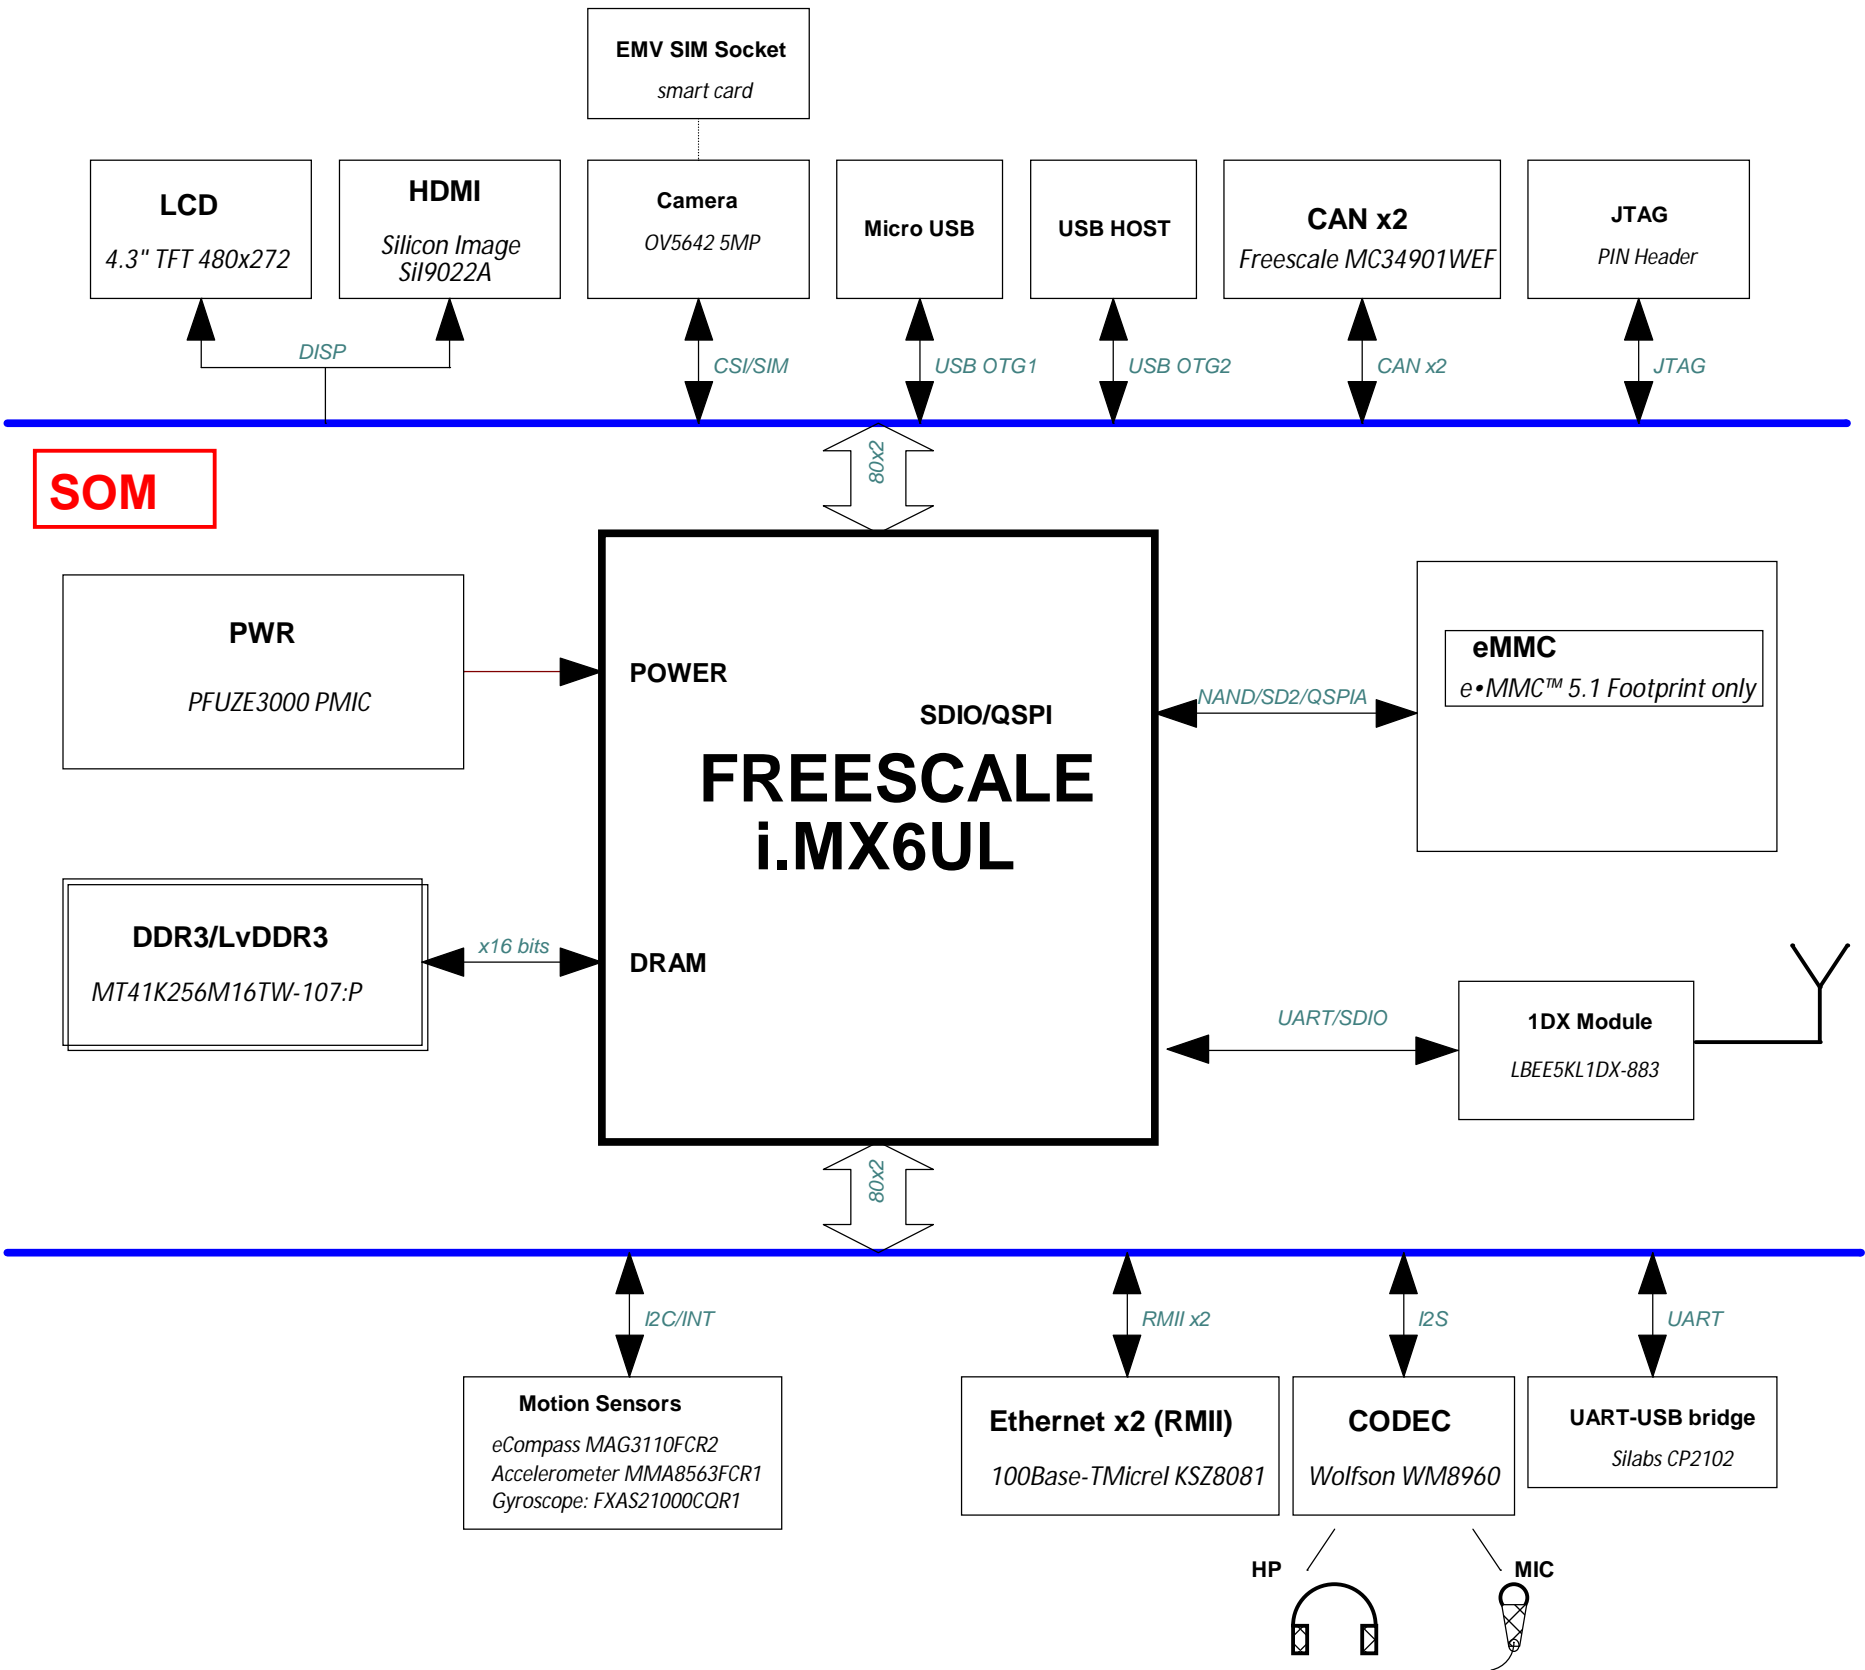 EMV SIM Socket
smart card
LCD
4.3" TFT 480x272
HDMI
Silicon Image
SiI9022A
Camera
OV5642 5MP
Micro USB
USB HOST
CAN x2
Freescale MC34901WEF
JTAG
PIN Header
DISP
CSI/SIM
USB OTG1
USB OTG2
CAN x2
JTAG
80x2
SOM
PWR
PFUZE3000 PMIC
POWER
SDIO/QSPI
FREESCALE
i.MX6UL
NAND/SD2/QSPIA
eMMC
e•MMC™ 5.1 Footprint only
DDR3/LvDDR3
MT41K256M16TW-107:P
x16 bits
DRAM
UART/SDIO
1DX Module
LBEE5KL1DX-883
80x2
I2C/INT
RMII x2
I2S
UART
Motion Sensors
eCompass MAG3110FCR2
Accelerometer MMA8563FCR1
Gyroscope: FXAS21000CQR1
Ethernet x2 (RMII)
100Base-TMicrel KSZ8081
CODEC
Wolfson WM8960
UART-USB bridge
Silabs CP2102
HP
MIC